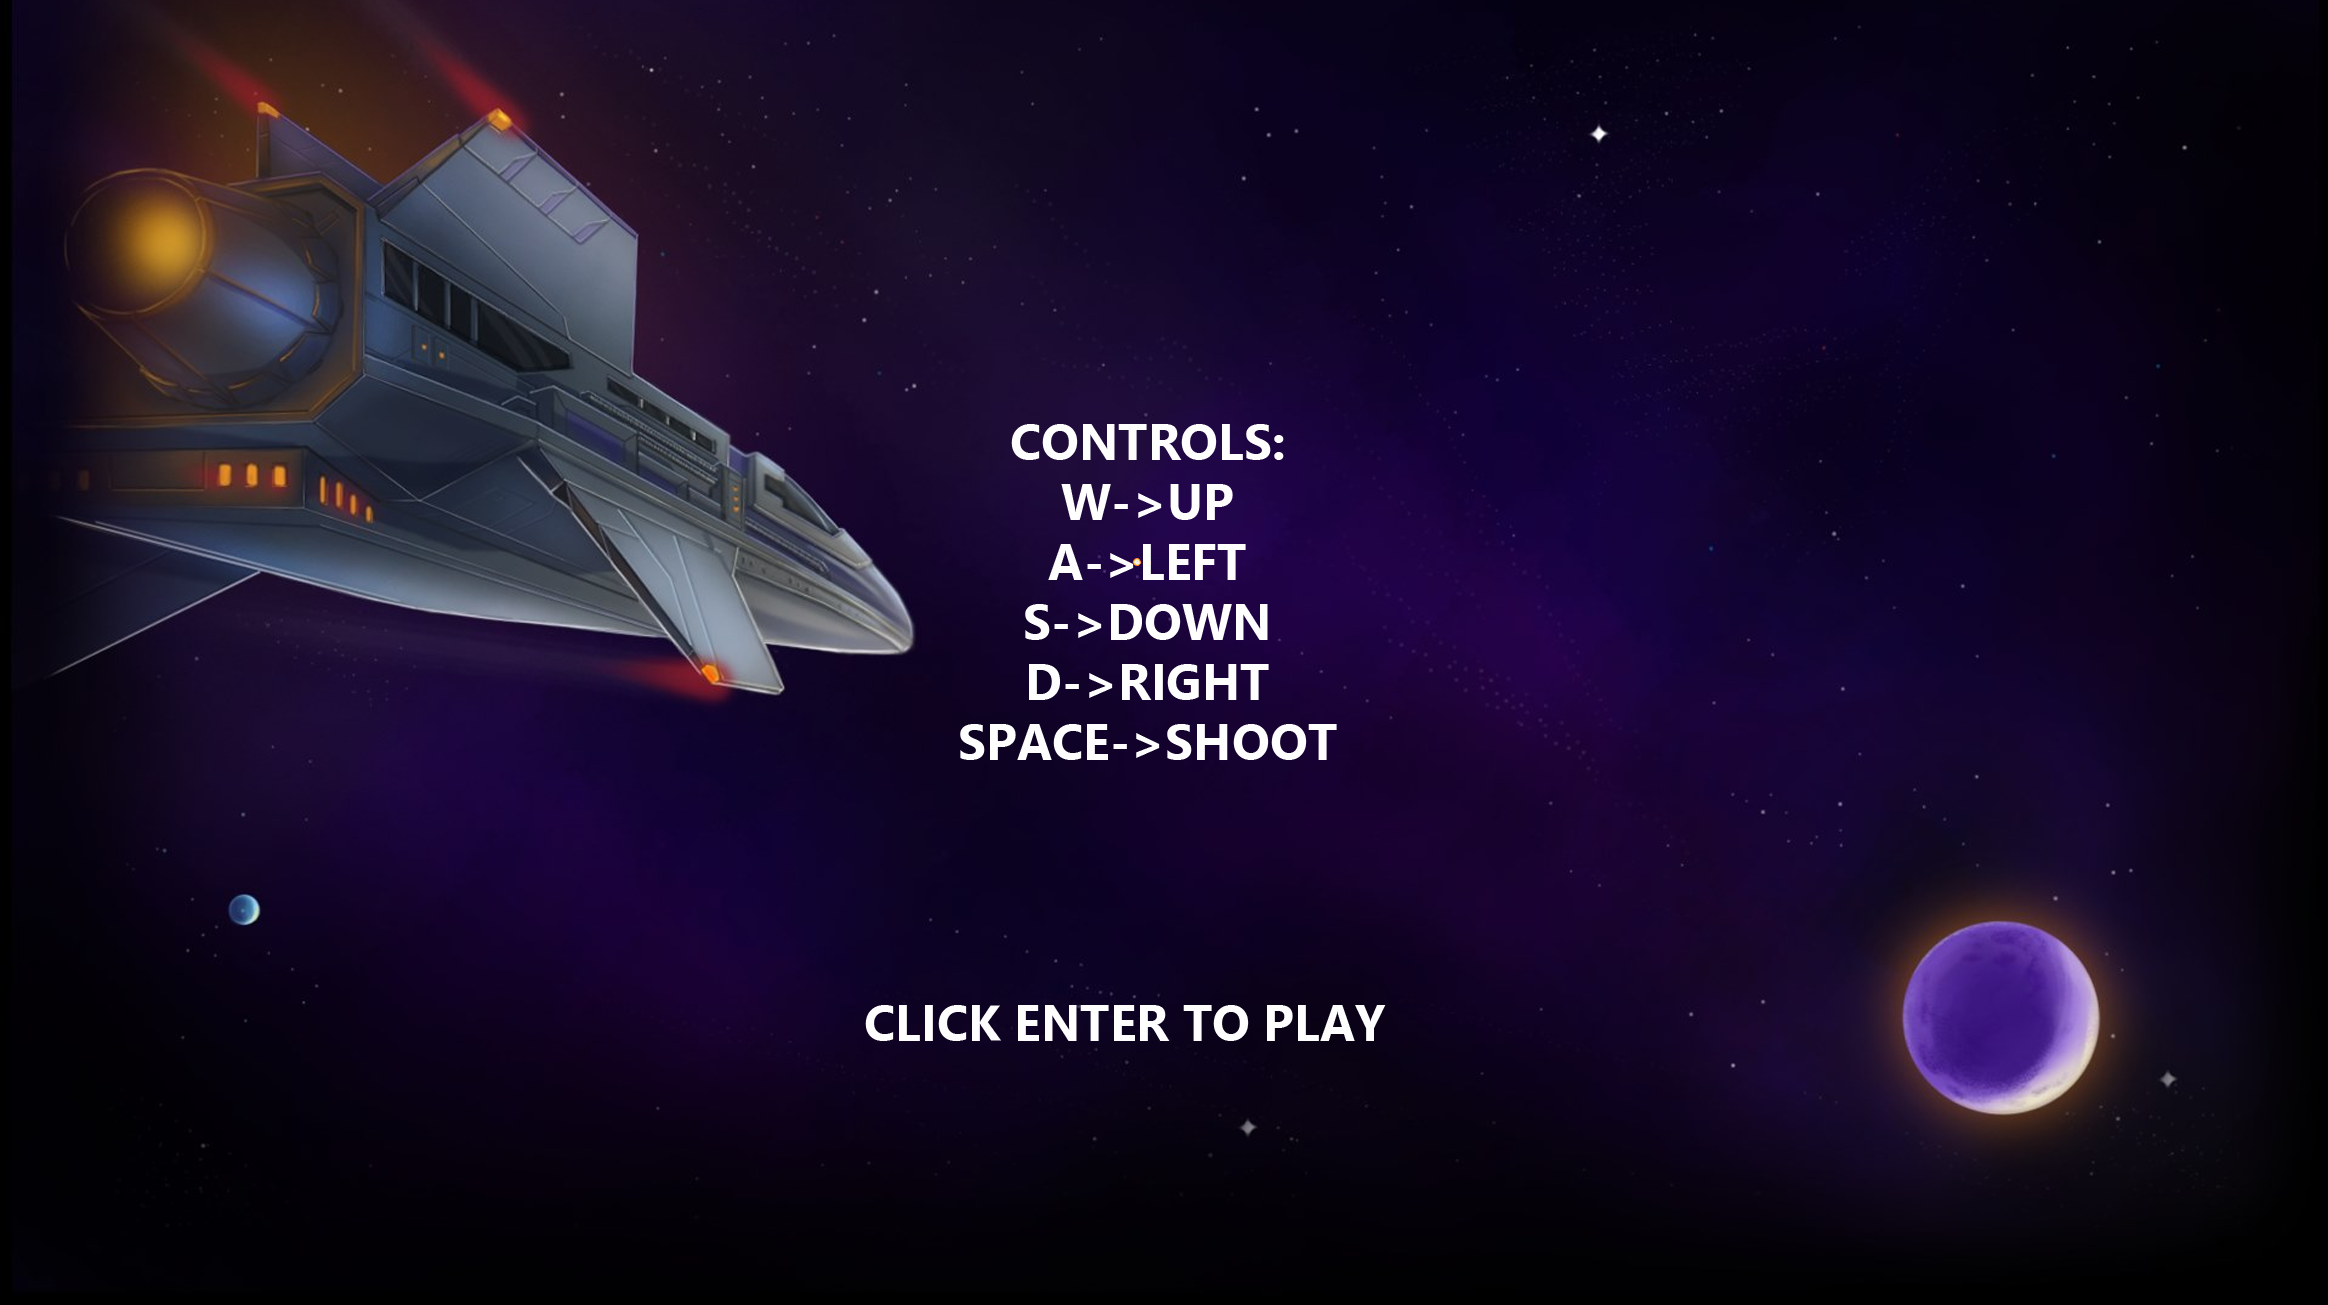 CONTROLS:
W->UP
A->LEFT
S->DOWN
D->RIGHT
SPACE->SHOOT
CLICK ENTER TO PLAY